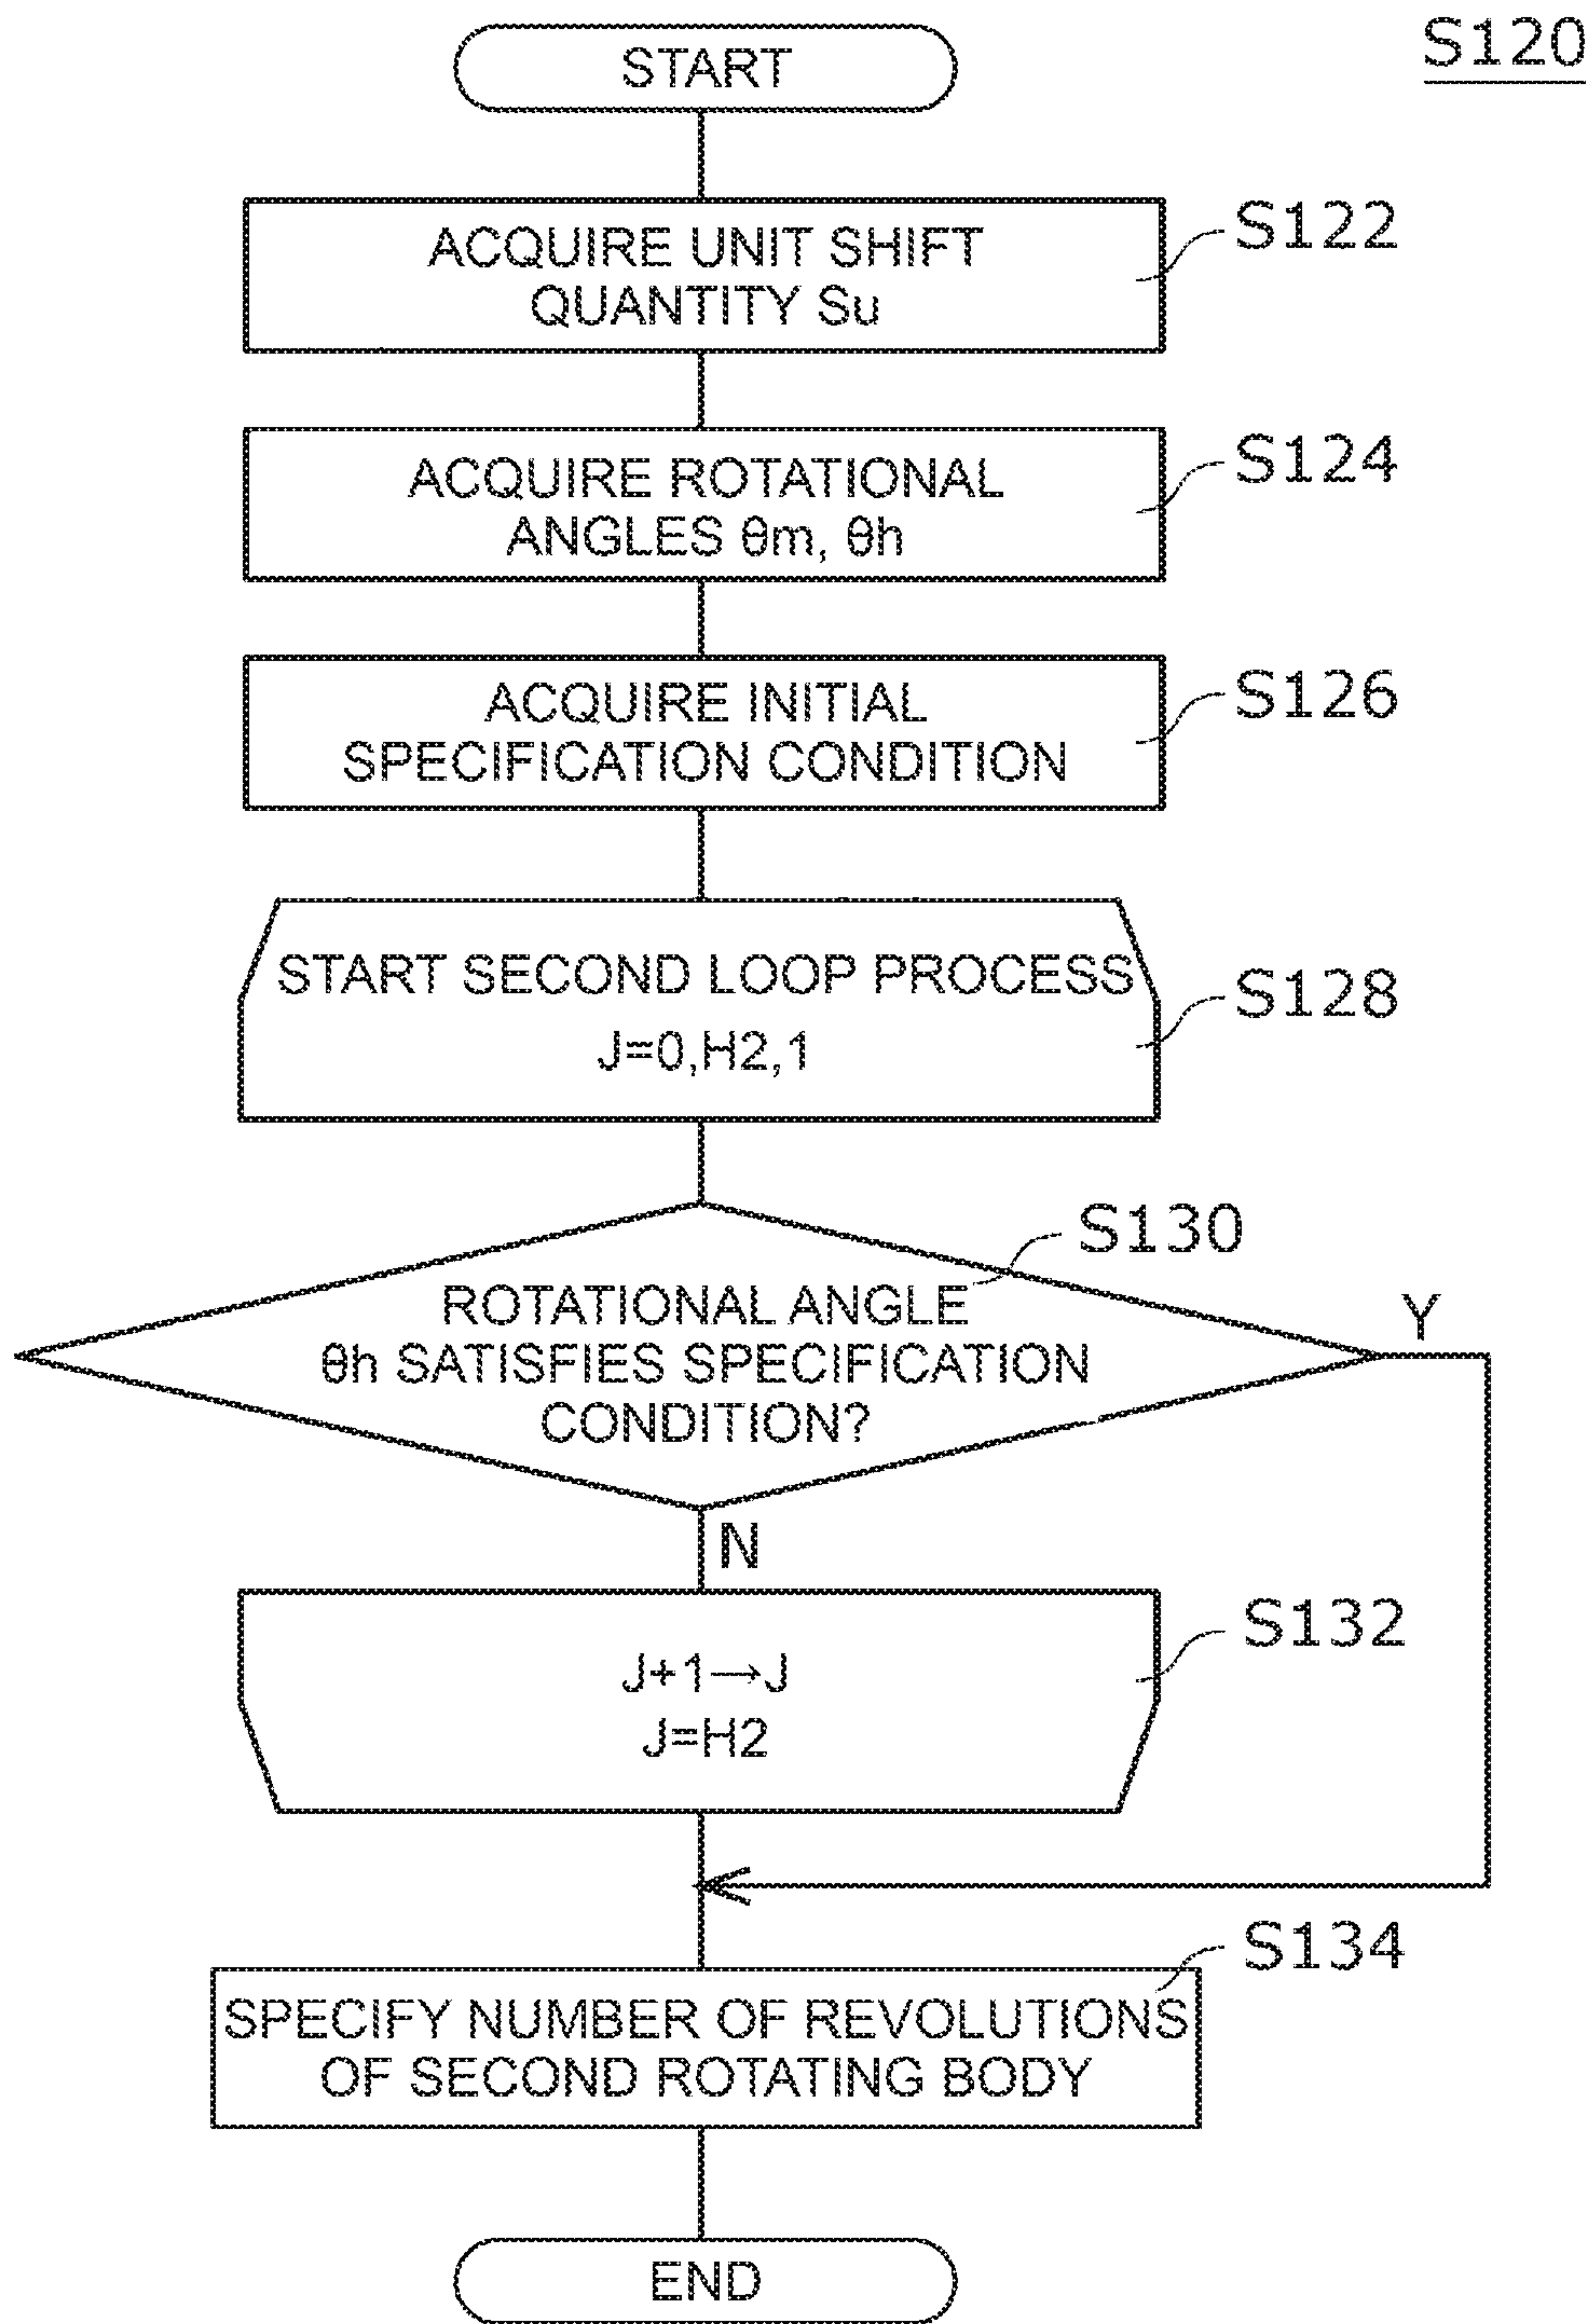 S120
START
ACQUIRE UNIT SHIFT
QUANTITY Su
S122
ACQUIRE ROTATIONAL
ANGLES θm, θh
S124
ACQUIRE INITIAL
SPECIFICATION CONDITION
S126
START SECOND LOOP PROCESS
J=0,H2,1
S128
S130
ROTATIONAL ANGLE
θh SATISFIES SPECIFICATION
CONDITION?
Y
N
J+1→J
J=H2
S132
S134
SPECIFY NUMBER OF REVOLUTIONS
OF SECOND ROTATING BODY
END